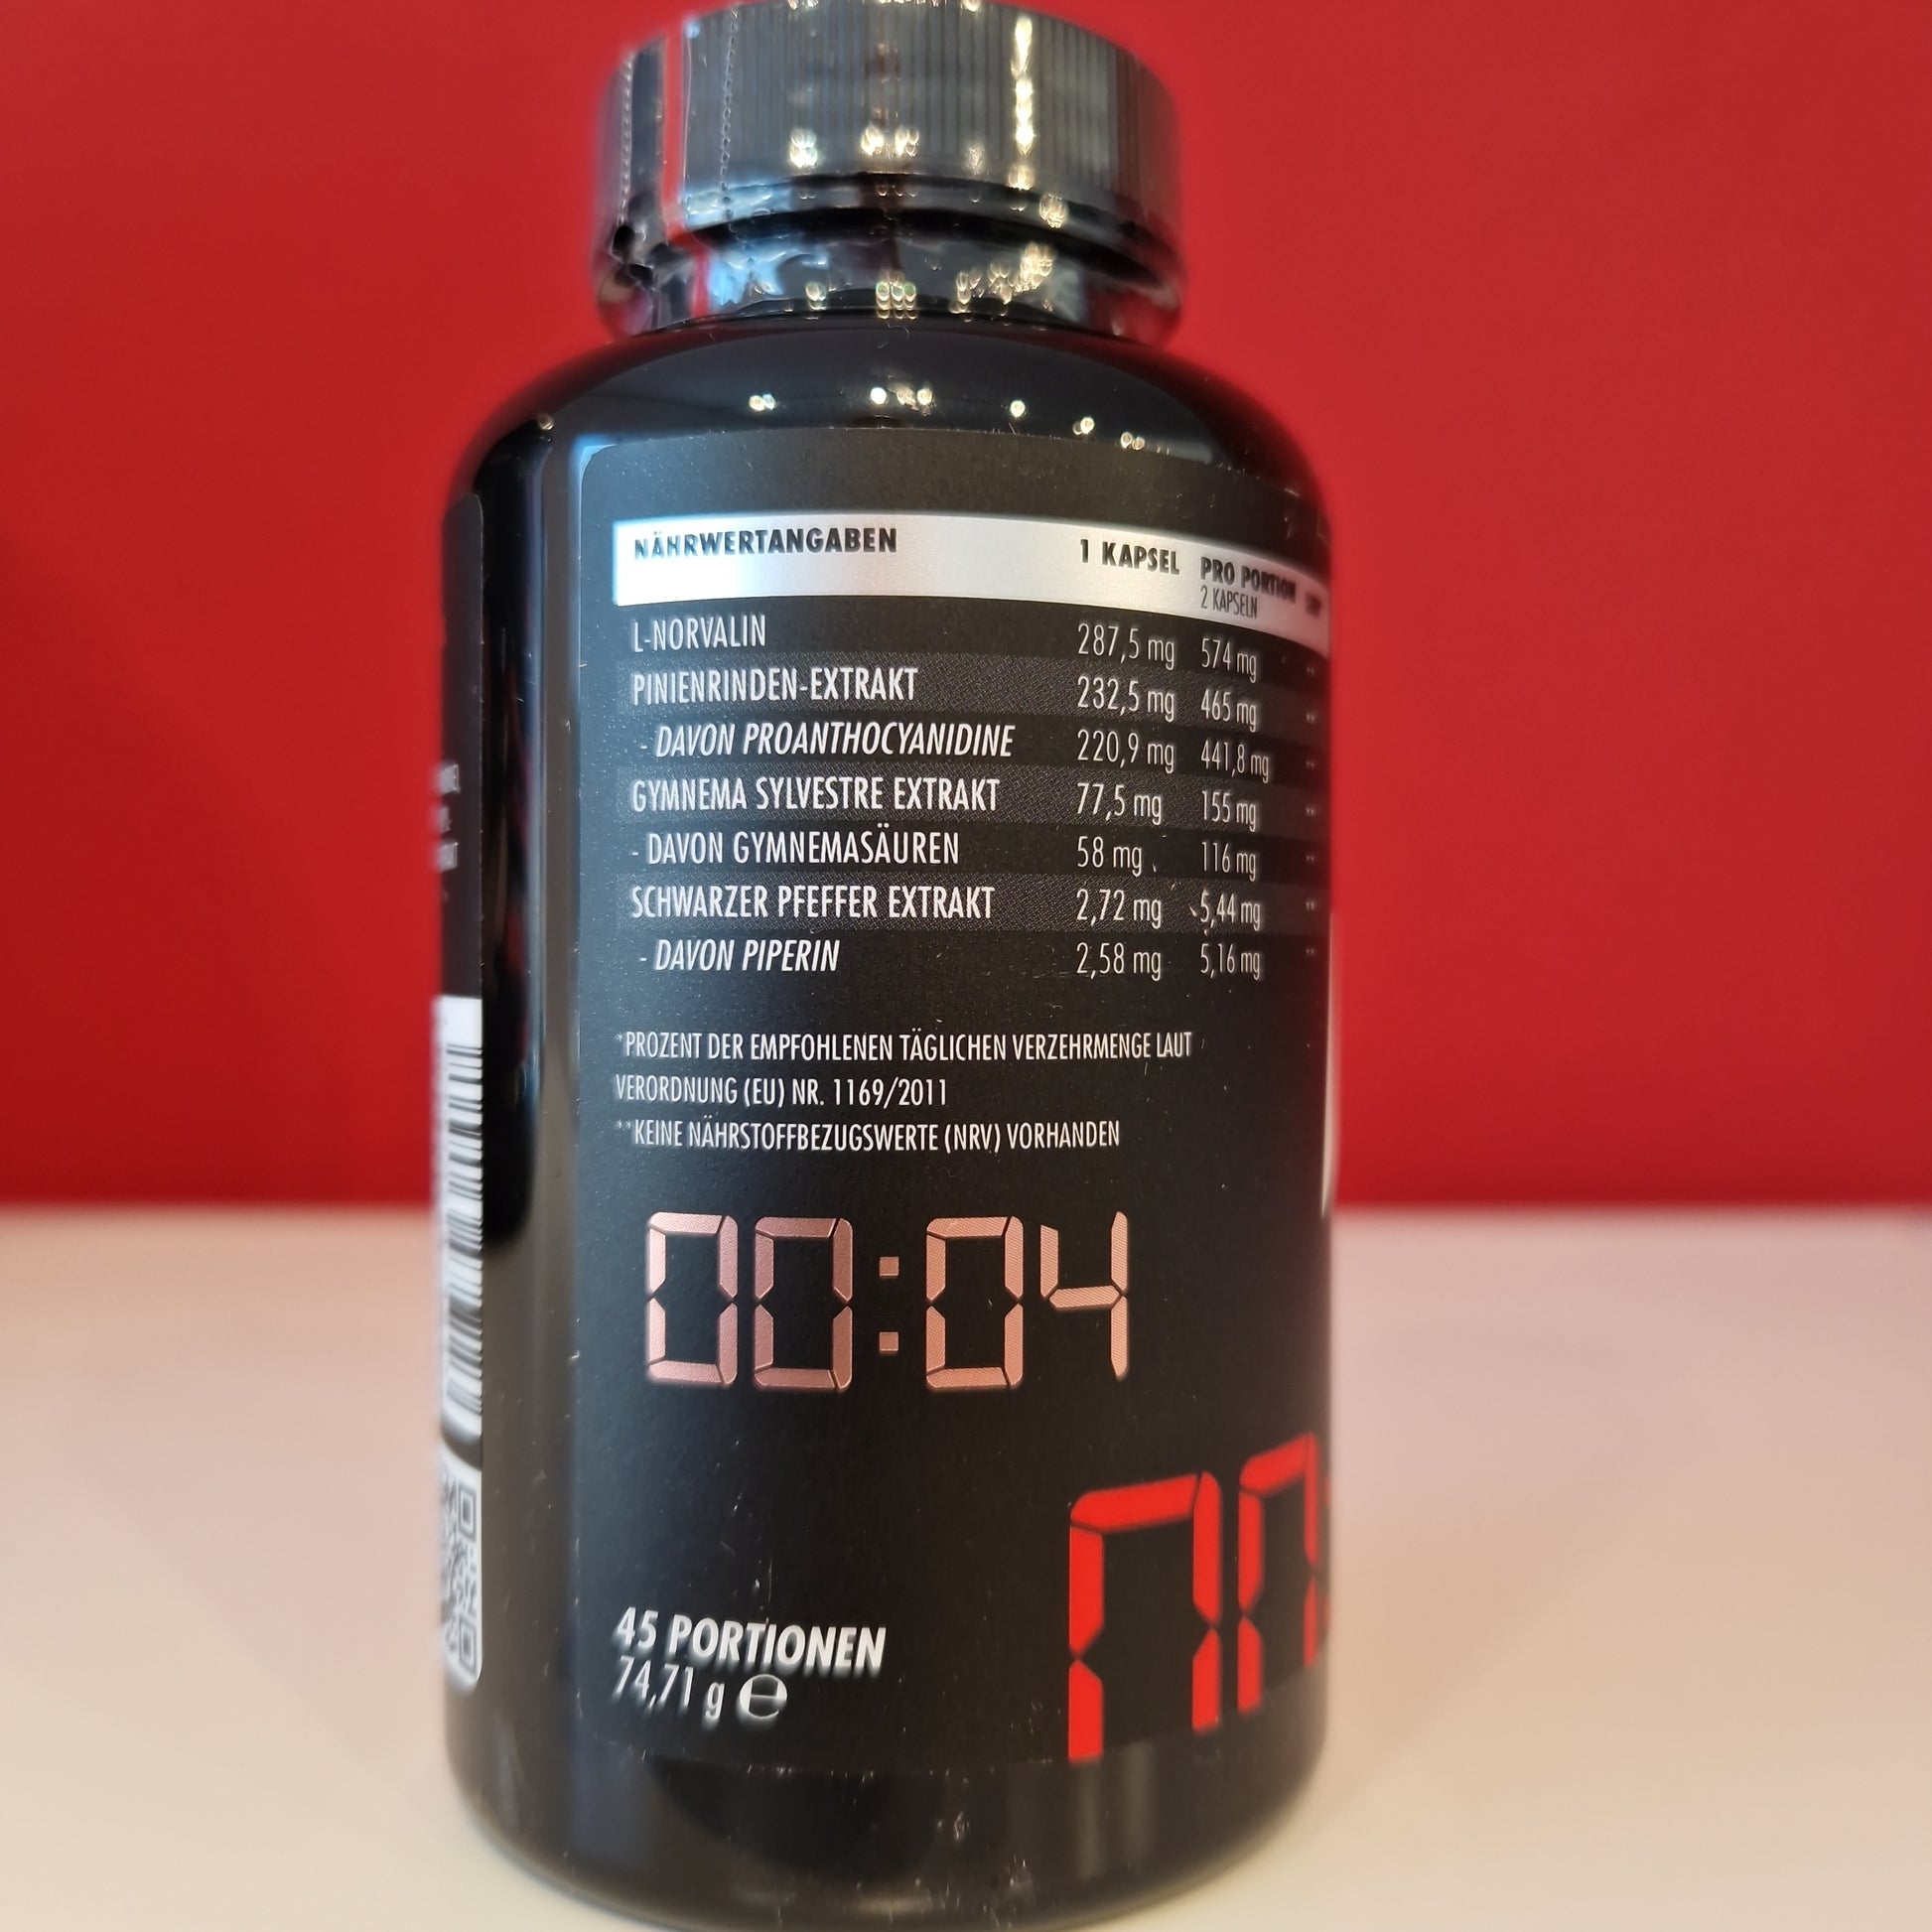 NÄHRWERTANGABEN 1 KAPSEL PRO PORTION
2 KAPSELN
L-NORVALIN 287,5 mg 574 mg **
PINIENRINDEN-EXTRAKT 232,5 mg 465 mg **
- DAVON PROANTHOCYANIDINE 220,9 mg 441,8 mg **
GYMNEMA SYLVESTRE EXTRAKT 77,5 mg 155 mg **
- DAVON GYMNEMASÄUREN 58 mg 116 mg **
SCHWARZER PFEFFER EXTRAKT 2,72 mg 5,44 mg **
- DAVON PIPERIN 2,58 mg 5,16 mg **
*PROZENT DER EMPFOHLENEN TÄGLICHEN VERZEHRMENGE LAUT
VERORDNUNG (EU) NR. 1169/2011
**KEINE NÄHRSTOFFBEZUGSWERTE (NRV) VORHANDEN
00:04
45 PORTIONEN
74,71 g ℮